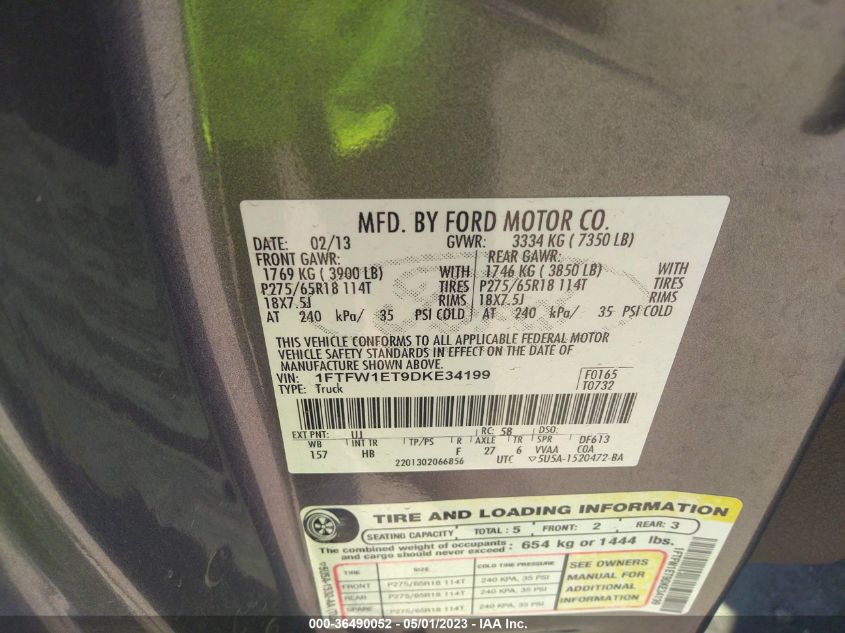 MFD. BY FORD MOTOR CO.
DATE: 02/13 GVWR: 3334 KG ( 7350 LB)
FRONT GAWR: REAR GAWR:
1769 KG ( 3900 LB) WITH 1746 KG ( 3850 LB) WITH
P275/65R18 114T TIRES P275/65R18 114T TIRES
18X7.5J RIMS 18X7.5J RIMS
AT 240 kPa/ 35 PSI COLD AT 240 kPa/ 35 PSI COLD
THIS VEHICLE CONFORMS TO ALL APPLICABLE FEDERAL MOTOR
VEHICLE SAFETY STANDARDS IN EFFECT ON THE DATE OF
MANUFACTURE SHOWN ABOVE.
VIN: 1FTFW1ET9DKE34199 F0165
TYPE: Truck T0732
EXT PNT: UJ RC: 58 DSO:
WB INT TR TP/PS R AXLE TR SPR DF613
157 HB F 27 6 VVAA COA
2201302066856 UTC 5U5A-1520472-BA
TIRE AND LOADING INFORMATION
SEATING CAPACITY TOTAL: 5 FRONT: 2 REAR: 3
The combined weight of occupants and cargo should never exceed: 654 kg or 1444 lbs.
TIRE SIZE COLD TIRE PRESSURE
FRONT P275/65R18 114T 240 KPA, 35 PSI
REAR P275/65R18 114T 240 KPA, 35 PSI
SPARE P275/65R18 114T 240 KPA, 35 PSI
SEE OWNERS
MANUAL FOR
ADDITIONAL
INFORMATION
1FTFW1ET9DKE34199
000-36490052 - 05/01/2023 - IAA Inc.